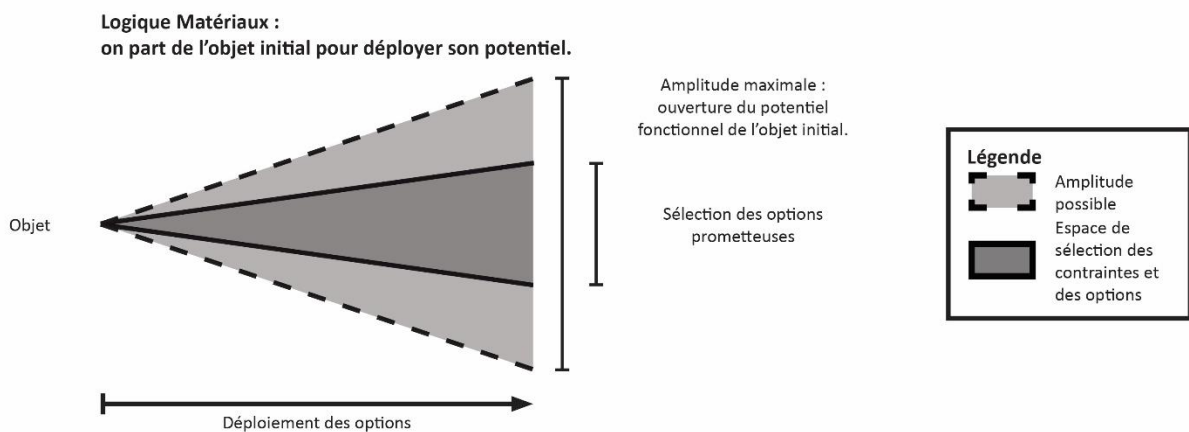 Logique Matériaux :
on part de l’objet initial pour déployer son potentiel.
Amplitude maximale :
ouverture du potentiel
fonctionnel de l’objet initial.
Objet
Sélection des options
prometteuses
Déploiement des options
Légende
Amplitude
possible
Espace de
sélection des
contraintes et
des options